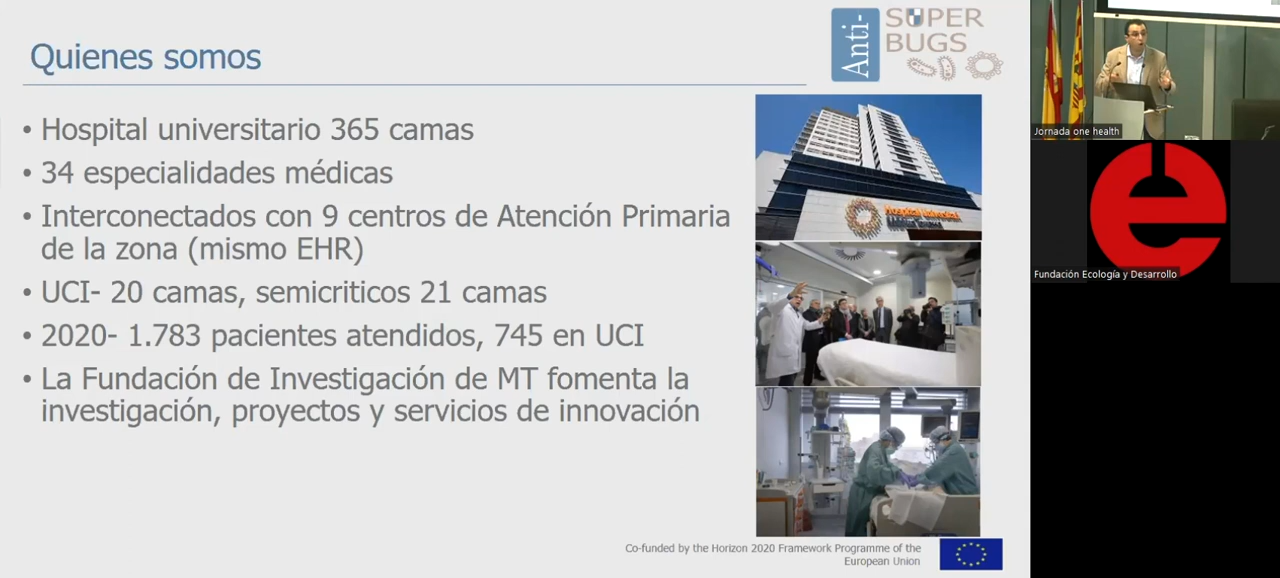 Quienes somos
Anti-
SUPER
BUGS
• Hospital universitario 365 camas
• 34 especialidades médicas
• Interconectados con 9 centros de Atención Primaria
de la zona (mismo EHR)
• UCI- 20 camas, semicriticos 21 camas
• 2020- 1.783 pacientes atendidos, 745 en UCI
• La Fundación de Investigación de MT fomenta la
investigación, proyectos y servicios de innovación
Hospital Universitari
Co-funded by the Horizon 2020 Framework Programme of the
European Union
Jornada one health
e
Fundación Ecología y Desarrollo